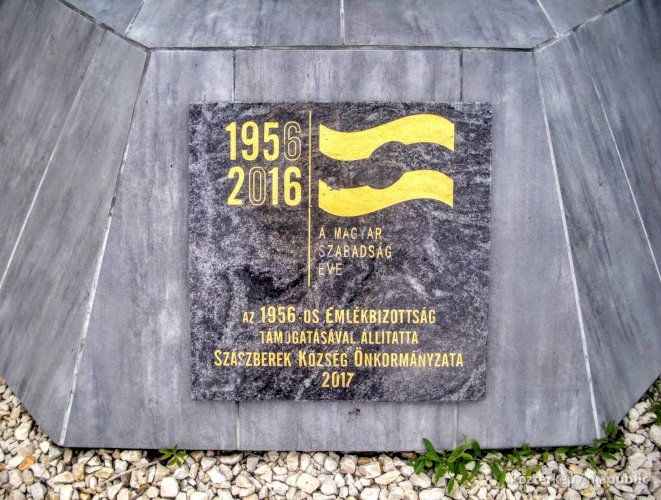 1956
2016
A MAGYAR
SZABADSÁG
ÉVE
AZ 1956-OS EMLÉKBIZOTTSÁG
TÁMOGATÁSÁVAL ÁLLÍTATTA
SZÁSZBEREK KÖZSÉG ÖNKORMÁNYZATA
2017